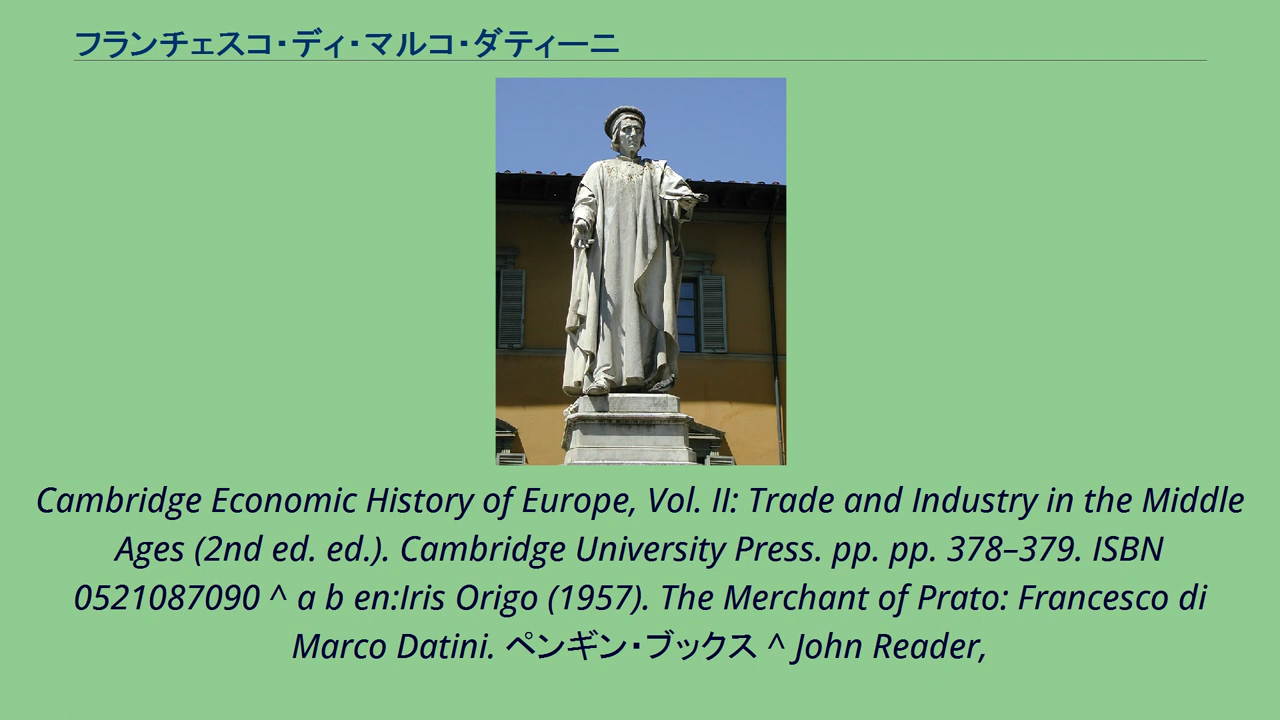 フランチェスコ・ディ・マルコ・ダティーニ
Cambridge Economic History of Europe, Vol. II: Trade and Industry in the Middle
Ages (2nd ed. ed.). Cambridge University Press. pp. pp. 378–379. ISBN
0521087090 ^ a b en:Iris Origo (1957). The Merchant of Prato: Francesco di
Marco Datini. ペンギン・ブックス ^ John Reader,